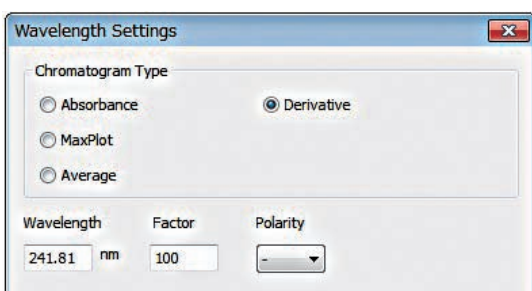 Wavelength Settings
Chromatogram Type
Absorbance
Derivative
MaxPlot
Average
Wavelength Factor Polarity
241.81 nm 100 -